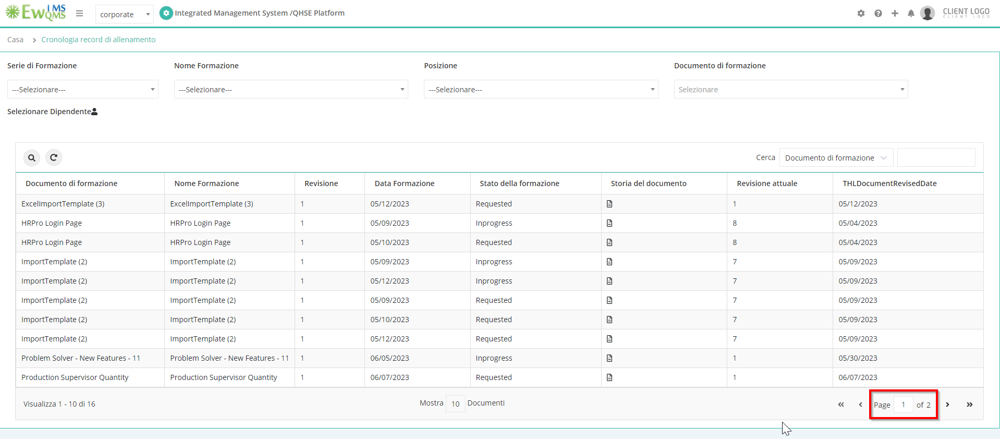 EwIMS QMS corporate Integrated Management System /QHSE Platform CLIENT LOGO
CLIENT LOGO
Casa > Cronologia record di allenamento
Serie di Formazione Nome Formazione Posizione Documento di formazione
---Selezionare--- ---Selezionare--- ---Selezionare--- Selezionare
Selezionare Dipendente
Cerca Documento di formazione
Documento di formazione Nome Formazione Revisione Data Formazione Stato della formazione Storia del documento Revisione attuale THLDocumentRevisedDate
ExcelImportTemplate (3) ExcelImportTemplate (3) 1 05/12/2023 Requested 1 05/12/2023
HRPro Login Page HRPro Login Page 1 05/09/2023 Inprogress 8 05/04/2023
HRPro Login Page HRPro Login Page 1 05/10/2023 Requested 8 05/04/2023
ImportTemplate (2) ImportTemplate (2) 1 05/09/2023 Inprogress 7 05/09/2023
ImportTemplate (2) ImportTemplate (2) 1 05/12/2023 Inprogress 7 05/09/2023
ImportTemplate (2) ImportTemplate (2) 1 05/09/2023 Requested 7 05/09/2023
ImportTemplate (2) ImportTemplate (2) 1 05/10/2023 Requested 7 05/09/2023
ImportTemplate (2) ImportTemplate (2) 1 05/12/2023 Requested 7 05/09/2023
Problem Solver - New Features - 11 Problem Solver - New Features - 11 1 06/05/2023 Inprogress 1 05/30/2023
Production Supervisor Quantity Production Supervisor Quantity 1 06/07/2023 Requested 1 06/07/2023
Visualizza 1 - 10 di 16 Mostra 10 Documenti Page 1 of 2